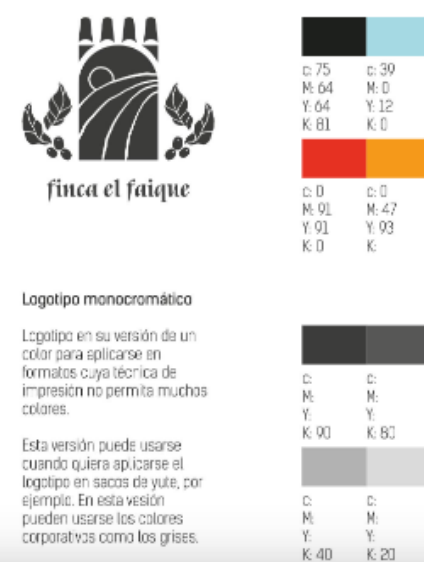 finca el faique
C: 75
M: 64
Y: 64
K: 81
C: 39
M: 0
Y: 12
K: 0
C: 0
M: 91
Y: 91
K: 0
C: 0
M: 47
Y: 93
K:
Logotipo monocromático
Logotipo en su versión de un
color para aplicarse en
formatos cuya técnica de
impresión no permita muchos
colores.
Esta versión puede usarse
cuando quiera aplicarse el
logotipo en sacos de yute, por
ejemplo. En esta vesión
pueden usarse los colores
corporativos como los grises.
C:
M:
Y:
K: 90
C:
M:
Y:
K: 80
C:
M:
Y:
K: 40
C:
M:
Y:
K: 20